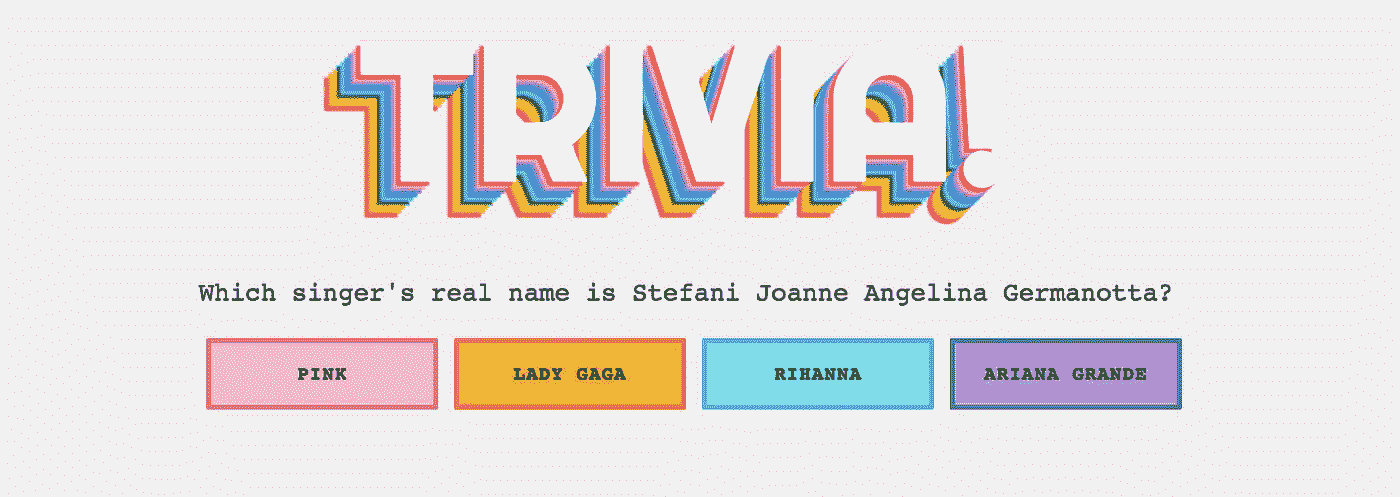 TRIVIA!
Which singer's real name is Stefani Joanne Angelina Germanotta?
PINK
LADY GAGA
RIHANNA
ARIANA GRANDE